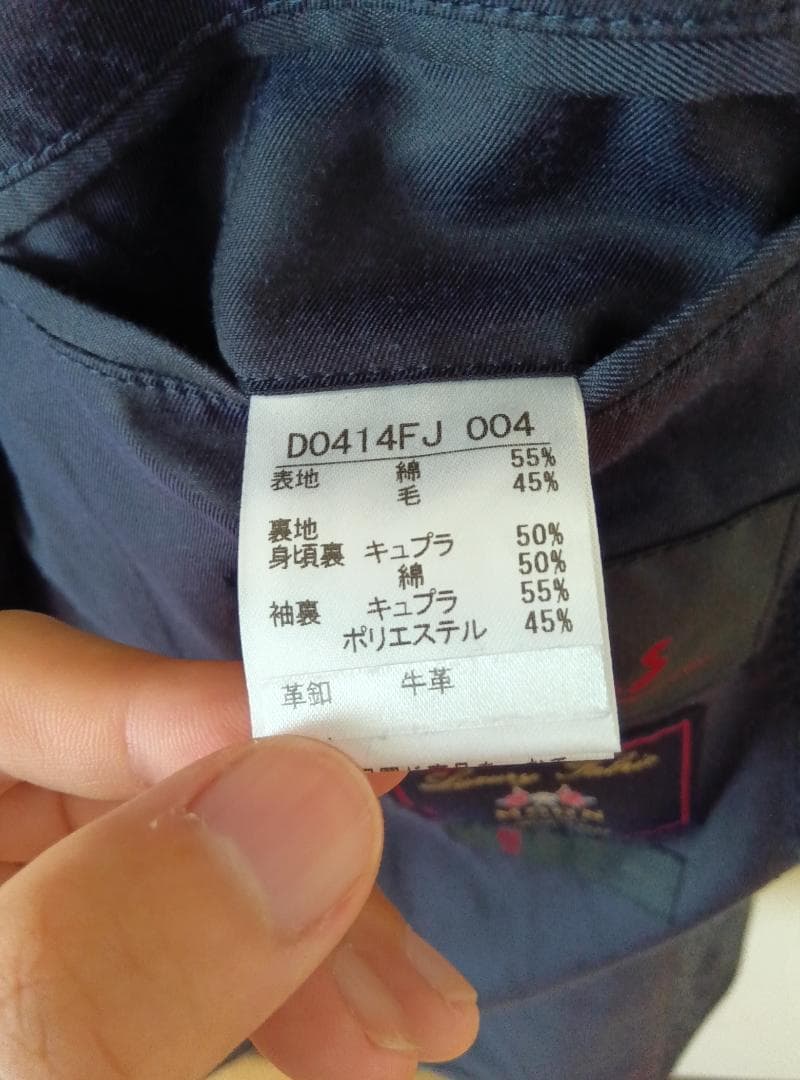 D0414FJ 004
表地 綿 55%
毛 45%
裏地
身頃裏 キュプラ 50%
綿 50%
袖裏 キュプラ 55%
ポリエステル 45%
革釦 牛革
Luxury Fabric